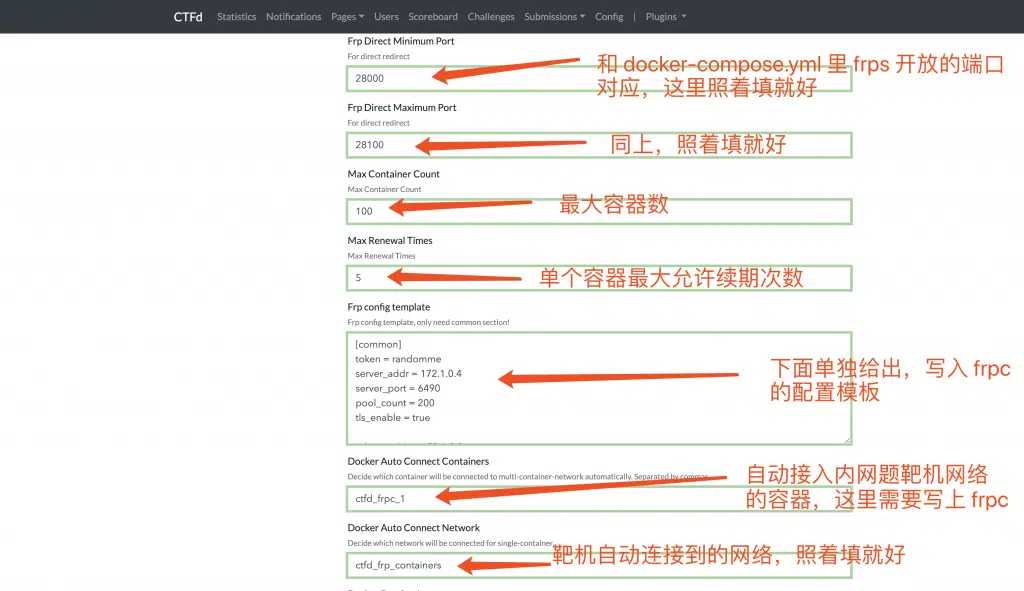 CTFd Statistics Notifications Pages Users Scoreboard Challenges Submissions Config | Plugins
Frp Direct Minimum Port
For direct redirect
28000
和 docker-compose.yml 里 frps 开放的端口
对应，这里照着填就好
Frp Direct Maximum Port
For direct redirect
28100
同上，照着填就好
Max Container Count
Max Container Count
100
最大容器数
Max Renewal Times
Max Renewal Times
5
单个容器最大允许续期次数
Frp config template
Frp config template, only need common section!
[common]
token = randomme
server_addr = 172.1.0.4
server_port = 6490
pool_count = 200
tls_enable = true
下面单独给出，写入 frpc
的配置模板
Docker Auto Connect Containers
Decide which container will be connected to multi-container-network automatically. Separated by commas.
ctfd_frpc_1
自动接入内网题靶机网络
的容器，这里需要写上 frpc
Docker Auto Connect Network
Decide which network will be connected for single-container.
ctfd_frp_containers
靶机自动连接到的网络，照着填就好